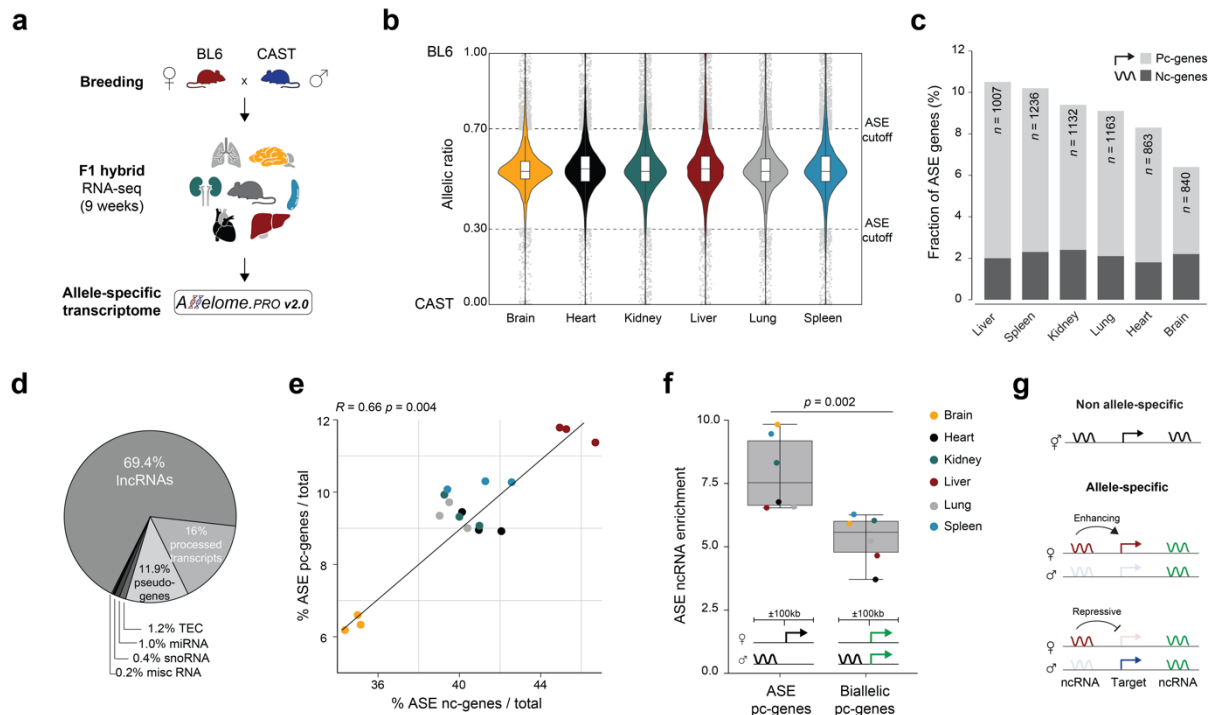 a
BL6
CAST
♀
x
♂
Breeding
F1 hybrid
RNA-seq
(9 weeks)
Allele-specific
transcriptome
Allelome.PRO v2.0
b
BL6
1.00
0.70
0.30
0.00
CAST
Allelic ratio
ASE
cutoff
ASE
cutoff
Brain
Heart
Kidney
Liver
Lung
Spleen
c
Fraction of ASE genes (%)
12
10
8
6
4
2
0
Pc-genes
Nc-genes
n = 1007
n = 1236
n = 1132
n = 1163
n = 863
n = 840
Liver
Spleen
Kidney
Lung
Heart
Brain
d
69.4%
lncRNAs
16%
processed
transcripts
11.9%
pseudo-
genes
1.2% TEC
1.0% miRNA
0.4% snoRNA
0.2% misc RNA
e
R = 0.66 p = 0.004
% ASE pc-genes / total
12
10
8
6
36
40
44
% ASE nc-genes / total
f
p = 0.002
ASE ncRNA enrichment
10.0
7.5
5.0
2.5
0.0
±100kb
±100kb
♀
♂
ASE
pc-genes
Biallelic
pc-genes
Brain
Heart
Kidney
Liver
Lung
Spleen
g
Non allele-specific
Allele-specific
Enhancing
♀
♂
Repressive
♀
♂
ncRNA
Target
ncRNA